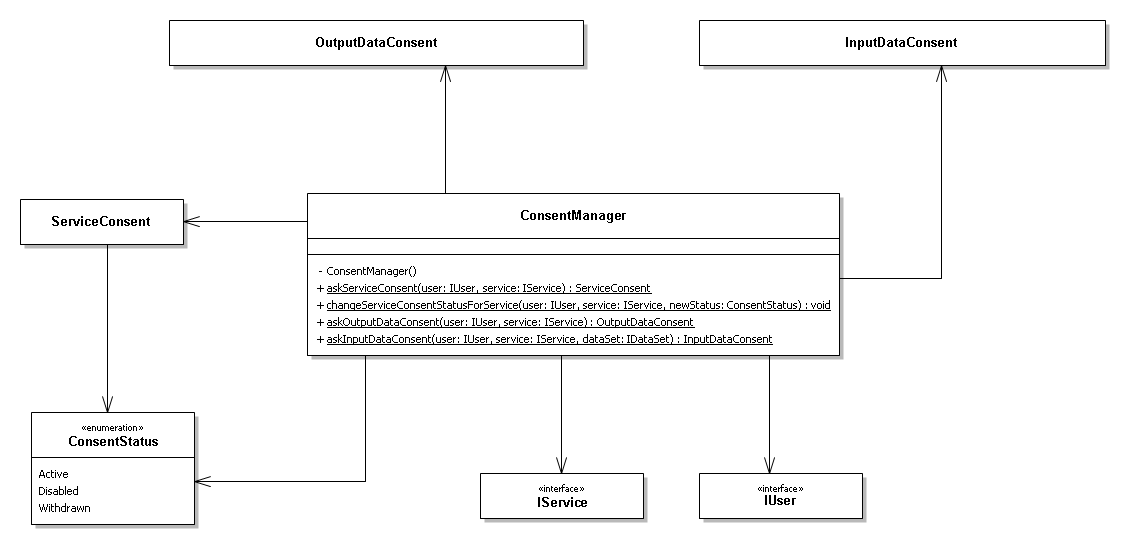 OutputDataConsent
InputDataConsent
ServiceConsent
ConsentManager
- ConsentManager()
+ askServiceConsent(user: IUser, service: IService) : ServiceConsent
+ changeServiceConsentStatusForService(user: IUser, service: IService, newStatus: ConsentStatus) : void
+ askOutputDataConsent(user: IUser, service: IService) : OutputDataConsent
+ askInputDataConsent(user: IUser, service: IService, dataSet: IDataSet) : InputDataConsent
«enumeration»
ConsentStatus
Active
Disabled
Withdrawn
«interface»
IService
«interface»
IUser